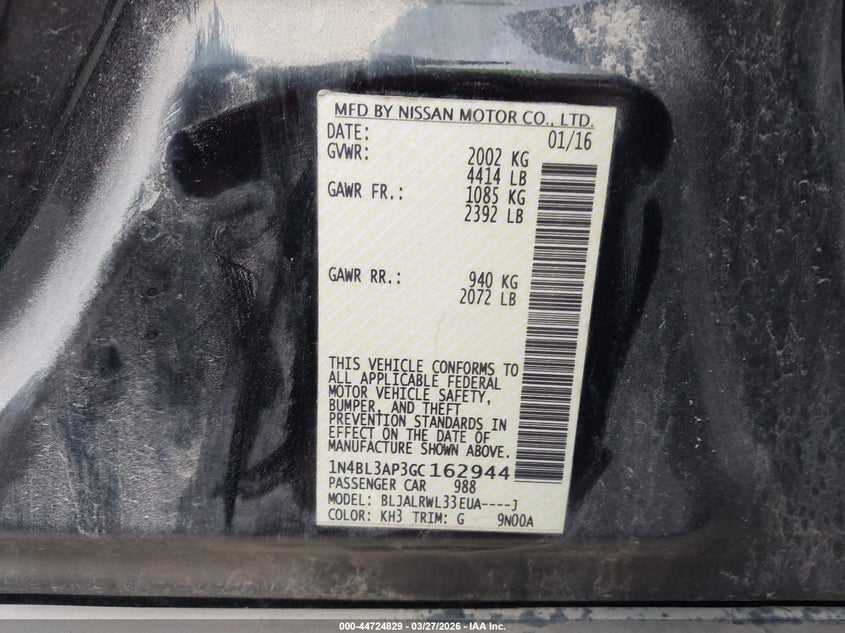 MFD BY NISSAN MOTOR CO., LTD.
DATE: 01/16
GVWR: 2002 KG
4414 LB
GAWR FR.: 1085 KG
2392 LB
GAWR RR.: 940 KG
2072 LB
THIS VEHICLE CONFORMS TO
ALL APPLICABLE FEDERAL
MOTOR VEHICLE SAFETY,
BUMPER, AND THEFT
PREVENTION STANDARDS IN
EFFECT ON THE DATE OF
MANUFACTURE SHOWN ABOVE.
1N4BL3AP3GC162944
PASSENGER CAR 988
MODEL: BLJALRWL33EUA----J
COLOR: KH3 TRIM: G 9N00A
000-44724829 - 03/27/2026 - IAA Inc.